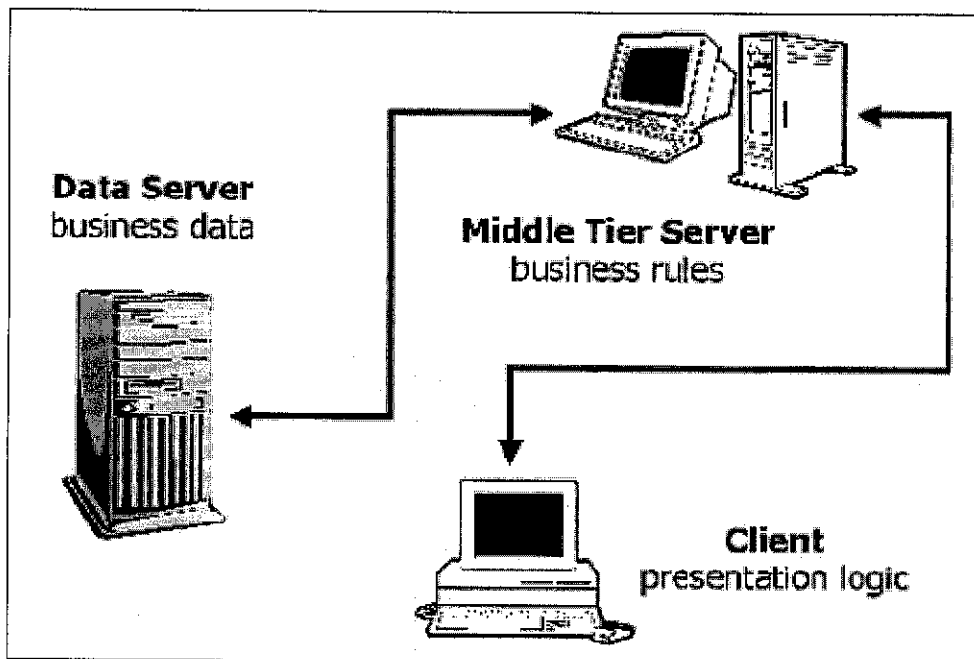 Data Server
business data
Middle Tier Server
business rules
Client
presentation logic